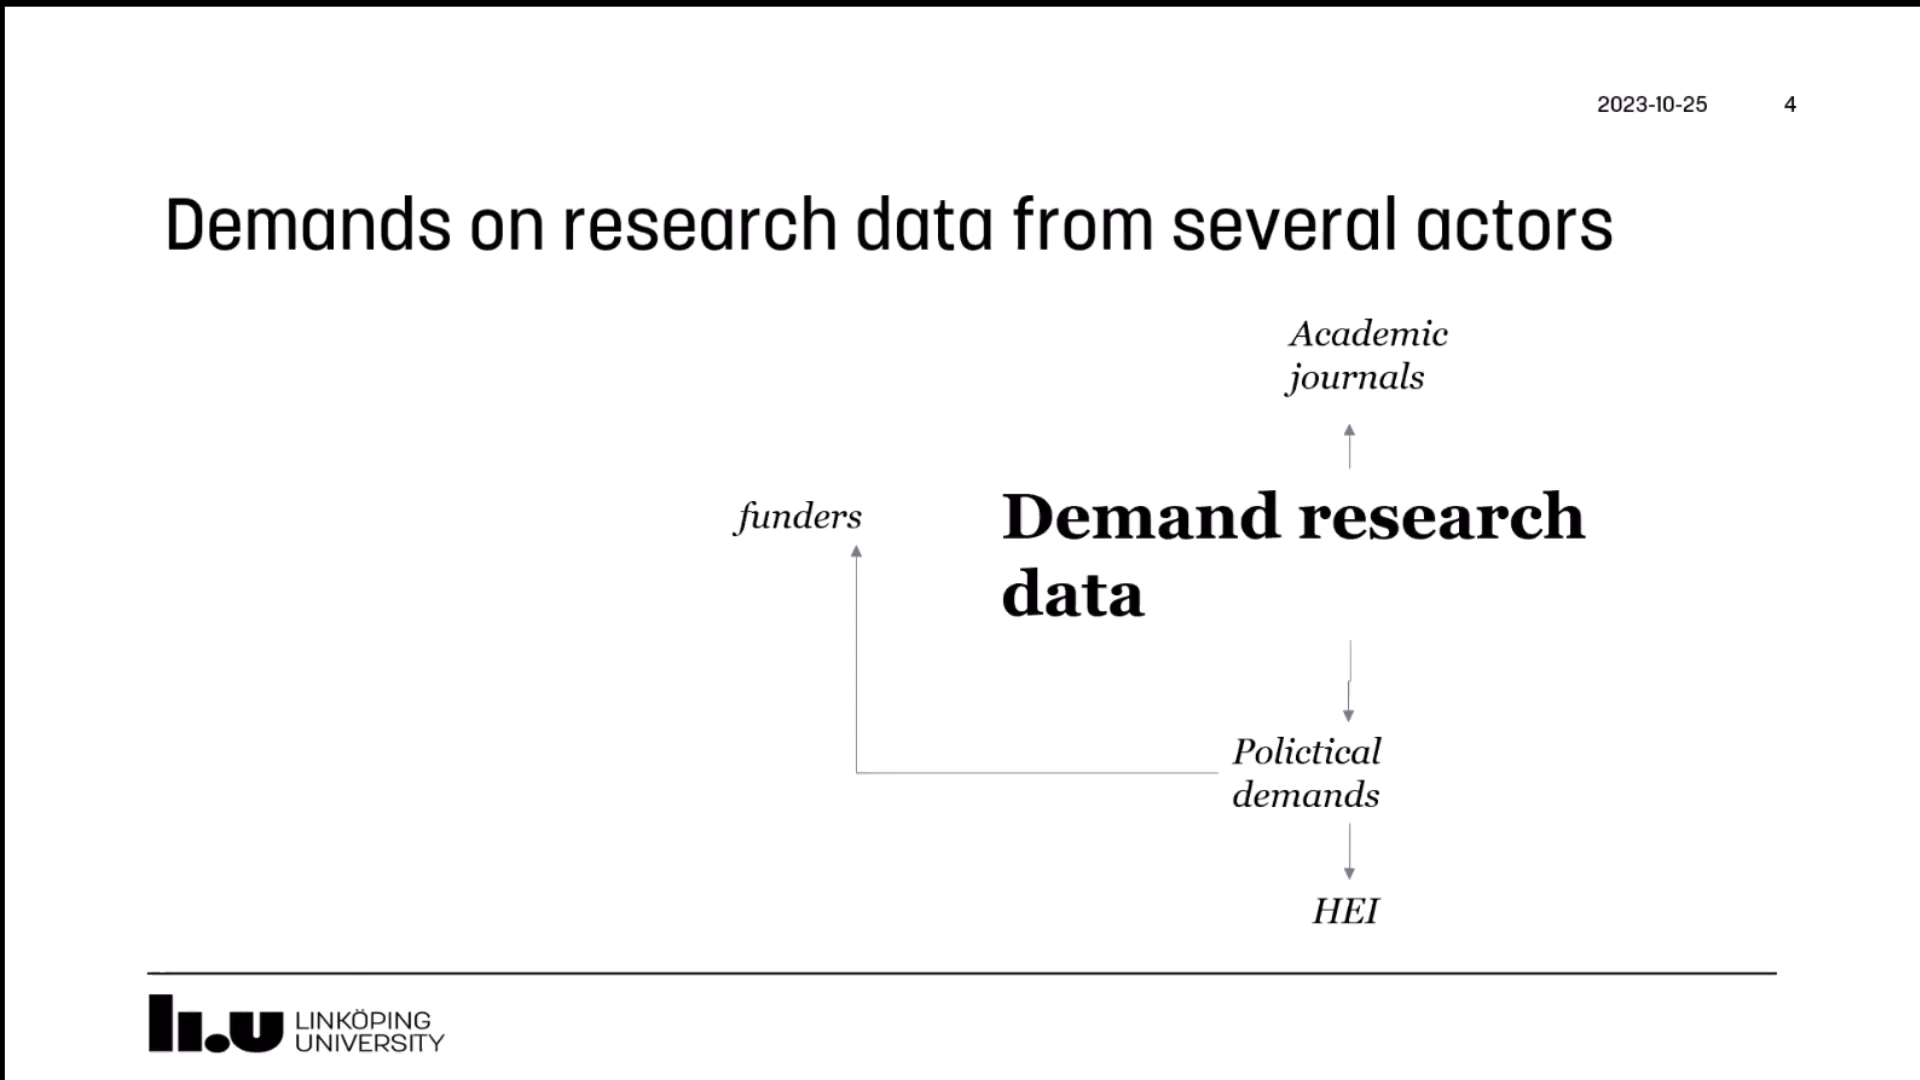 2023-10-25 4
Demands on research data from several actors
Academic
journals
funders
Demand research
data
Polictical
demands
HEI
li.u LINKÖPING
UNIVERSITY